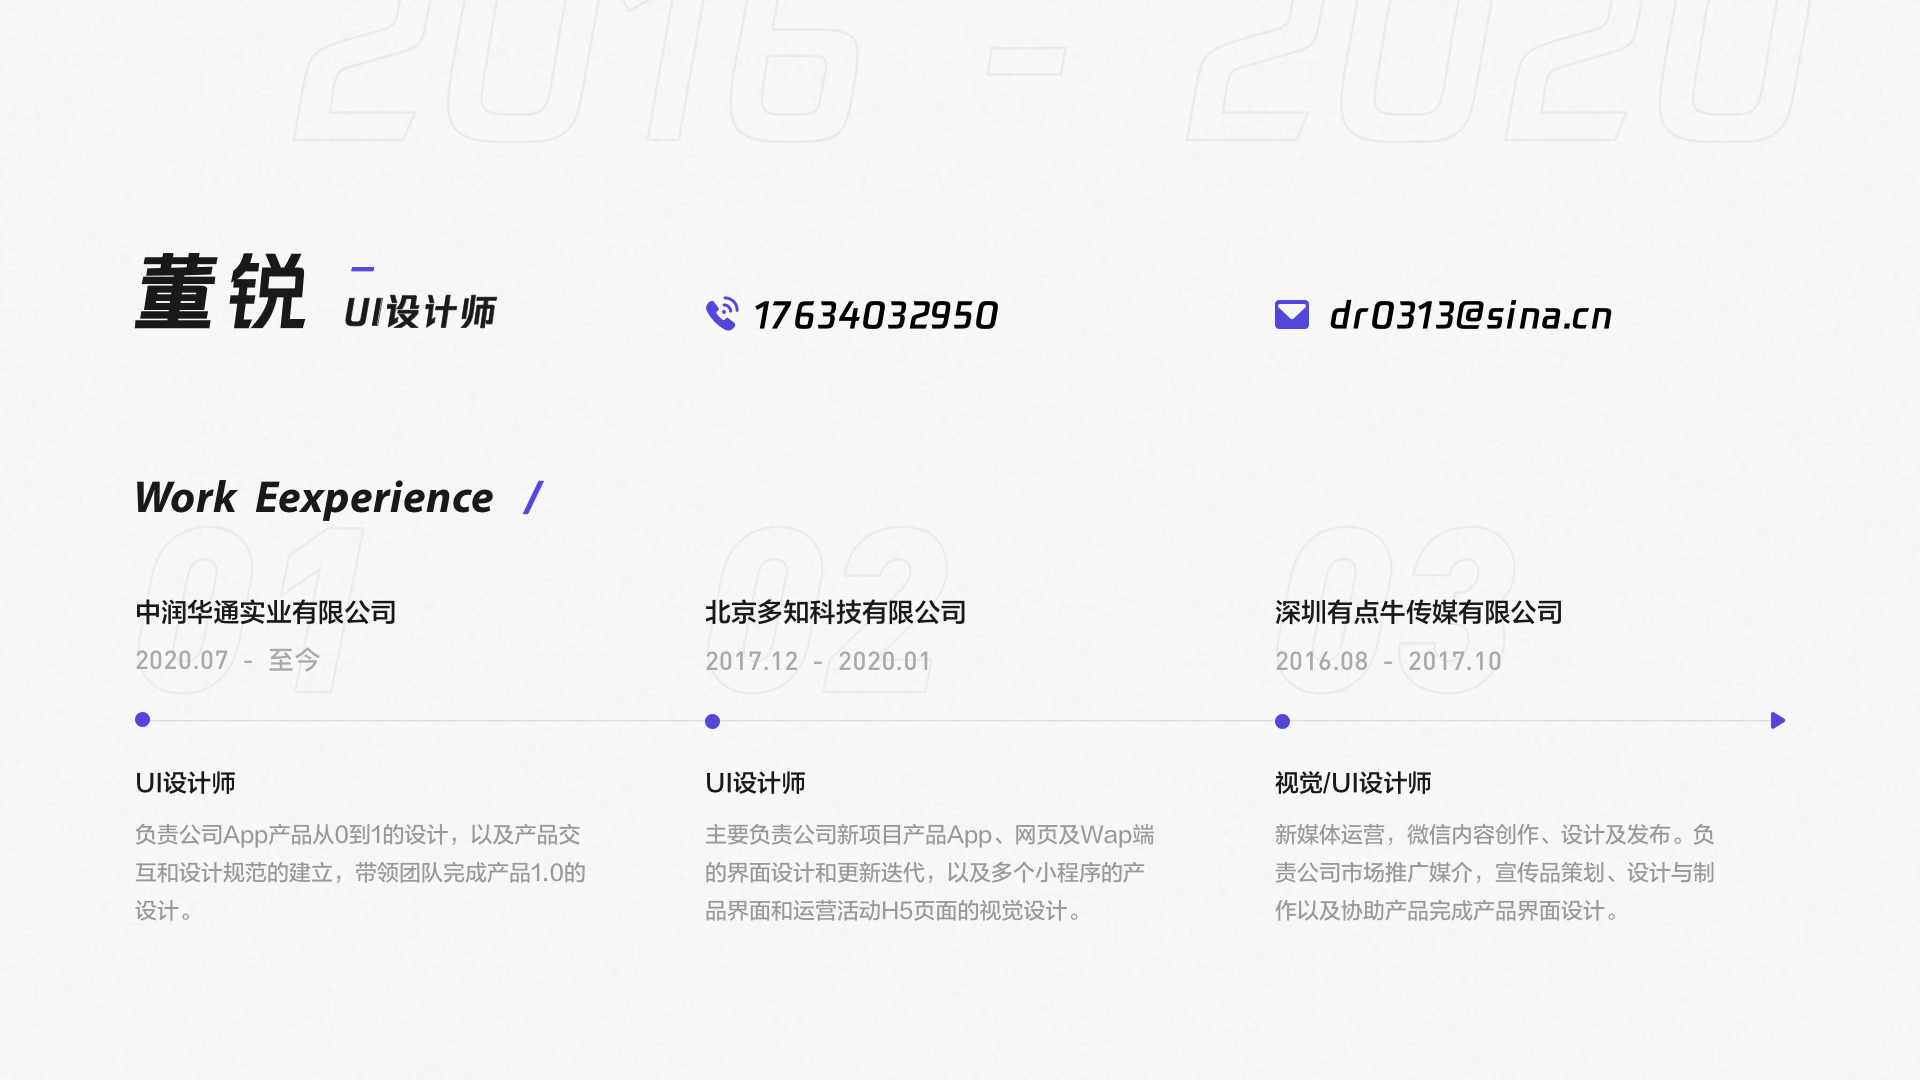 2016 - 2020
董锐
UI设计师
17634032950
dr0313@sina.cn
Work Eexperience /
01
中润华通实业有限公司
2020.07 - 至今
UI设计师
负责公司App产品从0到1的设计，以及产品交
互和设计规范的建立，带领团队完成产品1.0的
设计。
02
北京多知科技有限公司
2017.12 - 2020.01
UI设计师
主要负责公司新项目产品App、网页及Wap端
的界面设计和更新迭代，以及多个小程序的产
品界面和运营活动H5页面的视觉设计。
03
深圳有点牛传媒有限公司
2016.08 - 2017.10
视觉/UI设计师
新媒体运营，微信内容创作、设计及发布。负
责公司市场推广媒介，宣传品策划、设计与制
作以及协助产品完成产品界面设计。